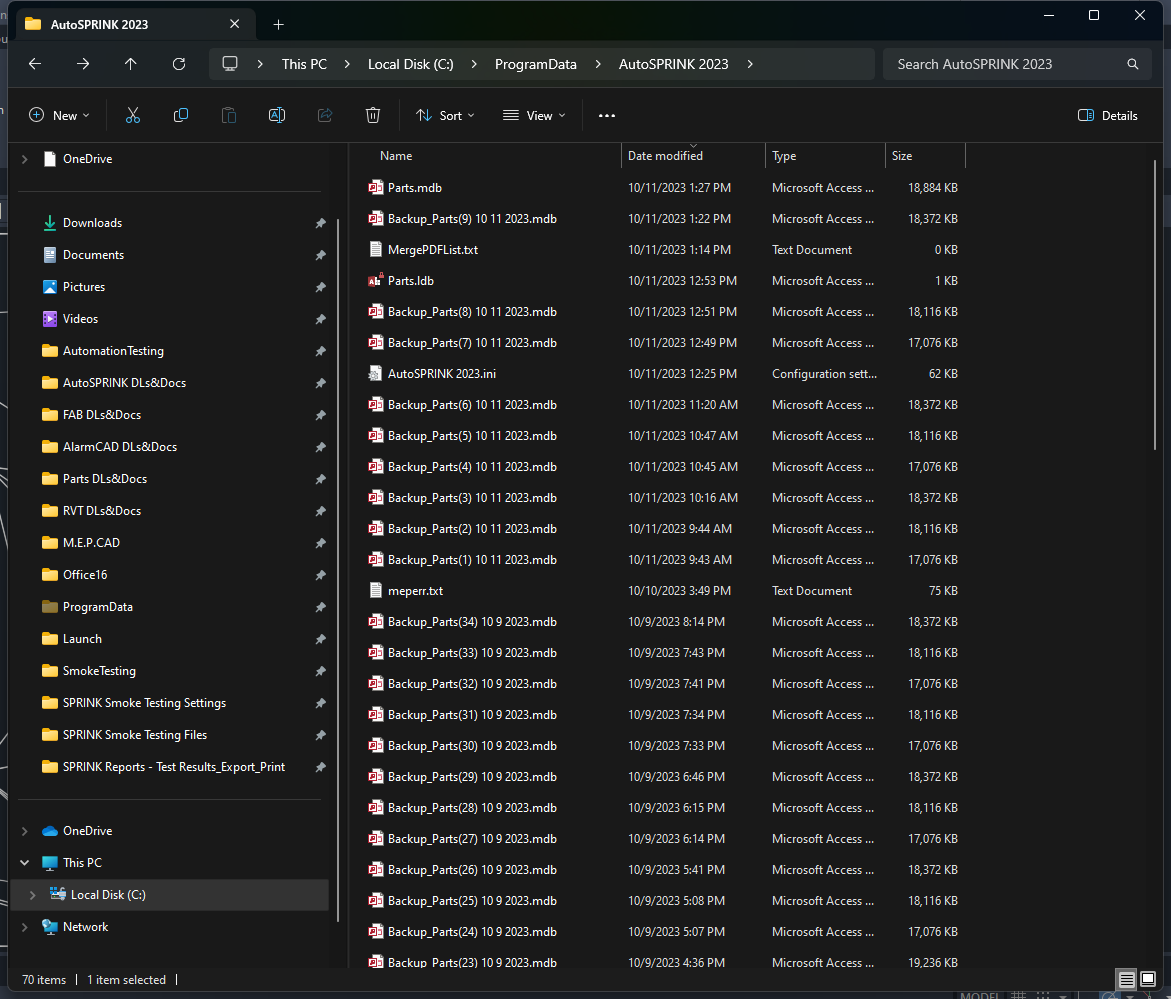 AutoSPRINK 2023
This PC > Local Disk (C:) > ProgramData > AutoSPRINK 2023 >
Search AutoSPRINK 2023
New
Sort
View
Details
OneDrive
Downloads
Documents
Pictures
Videos
AutomationTesting
AutoSPRINK DLs&Docs
FAB DLs&Docs
AlarmCAD DLs&Docs
Parts DLs&Docs
RVT DLs&Docs
M.E.P.CAD
Office16
ProgramData
Launch
SmokeTesting
SPRINK Smoke Testing Settings
SPRINK Smoke Testing Files
SPRINK Reports - Test Results_Export_Print
OneDrive
This PC
Local Disk (C:)
Network
Name Date modified Type Size
Parts.mdb 10/11/2023 1:27 PM Microsoft Access ... 18,884 KB
Backup_Parts(9) 10 11 2023.mdb 10/11/2023 1:22 PM Microsoft Access ... 18,372 KB
MergePDFList.txt 10/11/2023 1:14 PM Text Document 0 KB
Parts.ldb 10/11/2023 12:53 PM Microsoft Access ... 1 KB
Backup_Parts(8) 10 11 2023.mdb 10/11/2023 12:51 PM Microsoft Access ... 18,116 KB
Backup_Parts(7) 10 11 2023.mdb 10/11/2023 12:49 PM Microsoft Access ... 17,076 KB
AutoSPRINK 2023.ini 10/11/2023 12:25 PM Configuration sett... 62 KB
Backup_Parts(6) 10 11 2023.mdb 10/11/2023 11:20 AM Microsoft Access ... 18,372 KB
Backup_Parts(5) 10 11 2023.mdb 10/11/2023 10:47 AM Microsoft Access ... 18,116 KB
Backup_Parts(4) 10 11 2023.mdb 10/11/2023 10:45 AM Microsoft Access ... 17,076 KB
Backup_Parts(3) 10 11 2023.mdb 10/11/2023 10:16 AM Microsoft Access ... 18,372 KB
Backup_Parts(2) 10 11 2023.mdb 10/11/2023 9:44 AM Microsoft Access ... 18,116 KB
Backup_Parts(1) 10 11 2023.mdb 10/11/2023 9:43 AM Microsoft Access ... 17,076 KB
meperr.txt 10/10/2023 3:49 PM Text Document 75 KB
Backup_Parts(34) 10 9 2023.mdb 10/9/2023 8:14 PM Microsoft Access ... 18,372 KB
Backup_Parts(33) 10 9 2023.mdb 10/9/2023 7:43 PM Microsoft Access ... 18,116 KB
Backup_Parts(32) 10 9 2023.mdb 10/9/2023 7:41 PM Microsoft Access ... 17,076 KB
Backup_Parts(31) 10 9 2023.mdb 10/9/2023 7:34 PM Microsoft Access ... 18,116 KB
Backup_Parts(30) 10 9 2023.mdb 10/9/2023 7:33 PM Microsoft Access ... 17,076 KB
Backup_Parts(29) 10 9 2023.mdb 10/9/2023 6:46 PM Microsoft Access ... 18,372 KB
Backup_Parts(28) 10 9 2023.mdb 10/9/2023 6:15 PM Microsoft Access ... 18,116 KB
Backup_Parts(27) 10 9 2023.mdb 10/9/2023 6:14 PM Microsoft Access ... 17,076 KB
Backup_Parts(26) 10 9 2023.mdb 10/9/2023 5:41 PM Microsoft Access ... 18,372 KB
Backup_Parts(25) 10 9 2023.mdb 10/9/2023 5:08 PM Microsoft Access ... 18,116 KB
Backup_Parts(24) 10 9 2023.mdb 10/9/2023 5:07 PM Microsoft Access ... 17,076 KB
Backup_Parts(23) 10 9 2023.mdb 10/9/2023 4:36 PM Microsoft Access ... 19,236 KB
70 items
1 item selected
MODEL